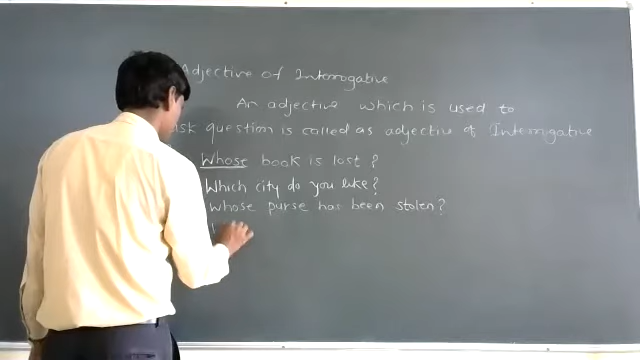 Adjective of Interrogative
An adjective which is used to
ask question is called as adjective of Interrogative
Whose book is lost?
Which city do you like?
Whose purse has been stolen?